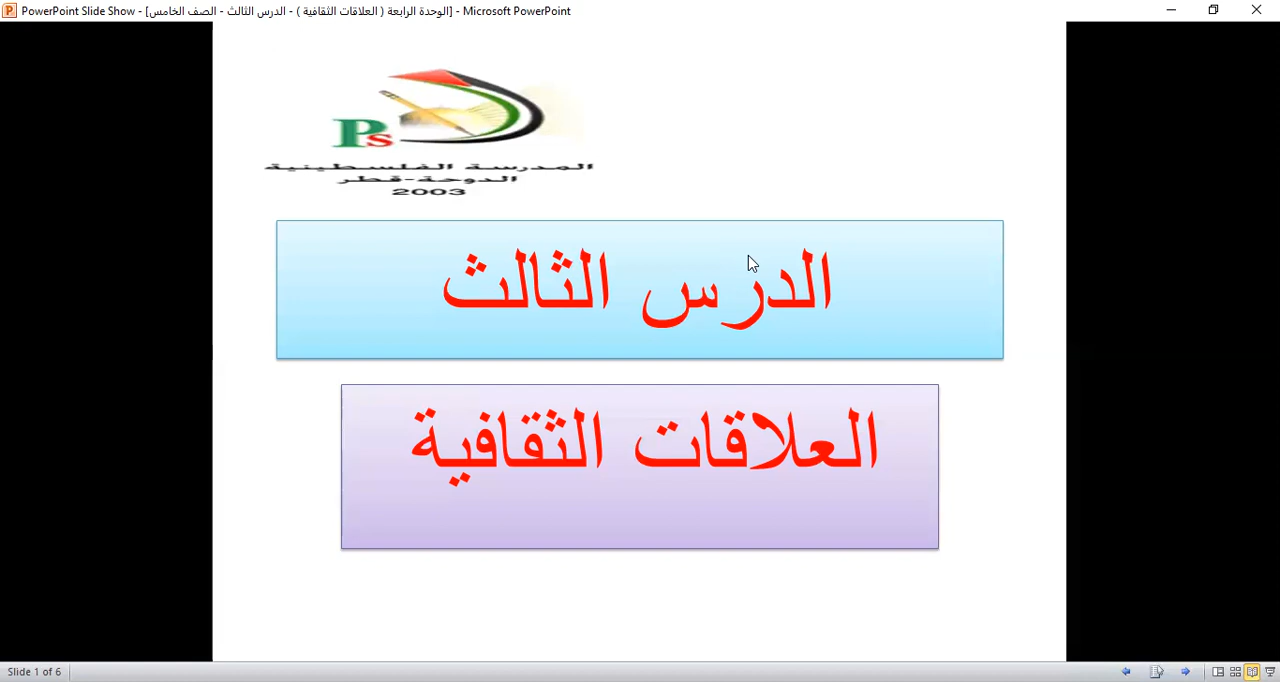 PowerPoint Slide Show - [الوحدة الرابعة ( العلاقات الثقافية ) - الدرس الثالث - الصف الخامس] - Microsoft PowerPoint
Ps
المدرسة الفلسطينية
الدوحة-قطر
2003
الدرس الثالث
العلاقات الثقافية
Slide 1 of 6